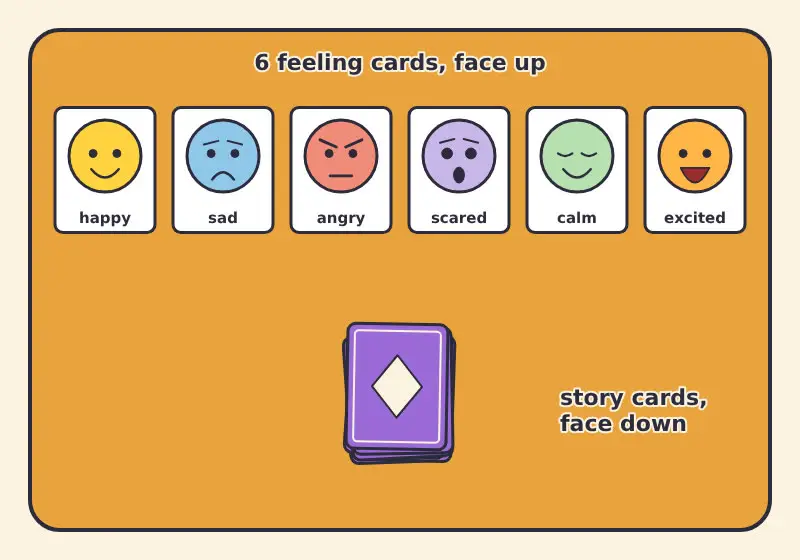 6 feeling cards, face up
happy
sad
angry
scared
calm
excited
story cards,
face down